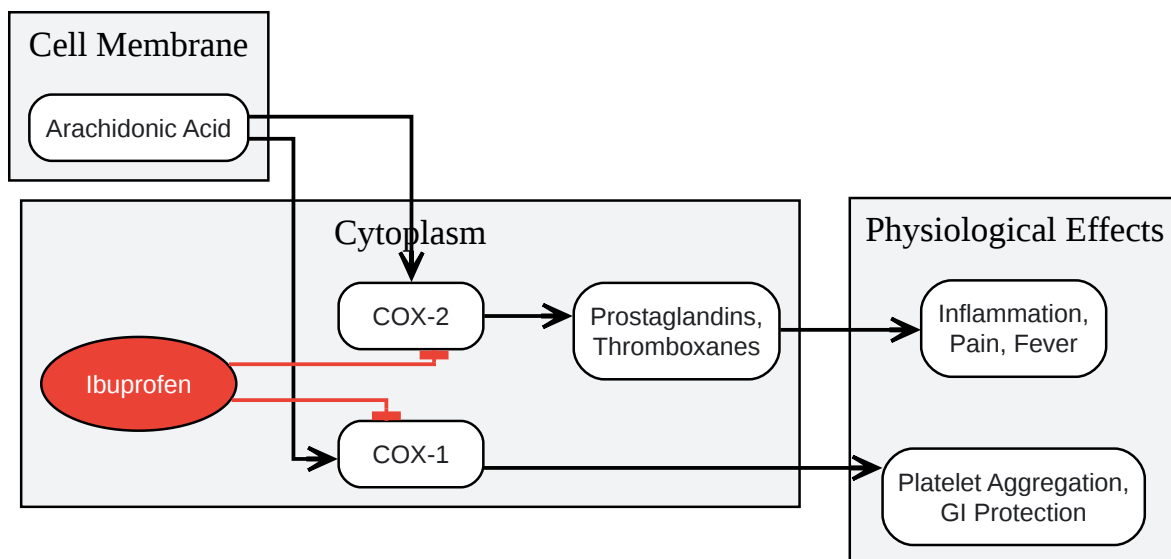 Cell Membrane
Arachidonic Acid
Cytoplasm
Physiological Effects
COX-2
Prostaglandins,
Thromboxanes
Inflammation,
Pain, Fever
Ibuprofen
COX-1
Platelet Aggregation,
GI Protection